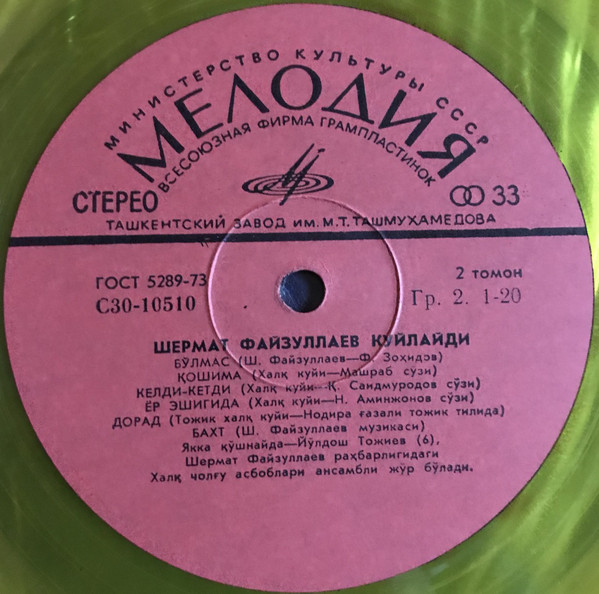 МИНИСТЕРСТВО КУЛЬТУРЫ СССР
МЕЛОДИЯ
ВСЕСОЮЗНАЯ ФИРМА ГРАМПЛАСТИНОК
СТЕРЕО
33
ТАШКЕНТСКИЙ ЗАВОД ИМ. М.Т. ТАШМУХАМЕДОВА
ГОСТ 5289-73
2 томон
С30-10510
Гр. 2. 1-20
ШЕРМАТ ФАЙЗУЛЛАЕВ КУЙЛАЙДИ
БЎЛМАС (Ш. Файзуллаев—Ф. Зоҳидов)
ҚОШИМА (Халқ куйи—Машраб сўзи)
КЕЛДИ-КЕТДИ (Халқ куйи—Қ. Саидмуродов сўзи)
ЁР ЭШИГИДА (Халқ куйи—Н. Аминжонов сўзи)
ДОРАД (Тожик халқ куйи—Нодира ғазали тожик тилида)
БАХТ (Ш. Файзуллаев музикаси)
Якка қўшнайда—Йўлдош Тожиев (6),
Шермат Файзуллаев раҳбарлигидаги
Халқ чолғу асбоблари ансамбли жўр бўлади.